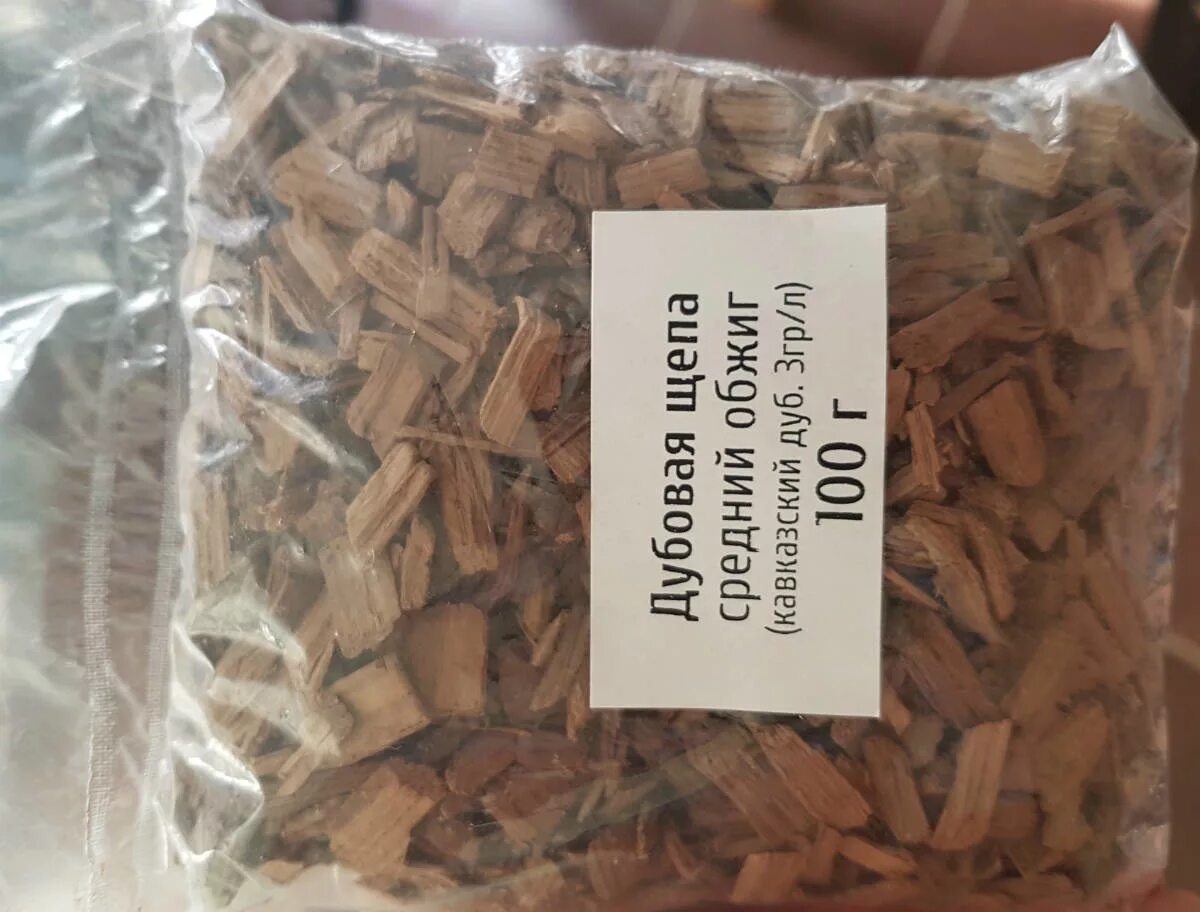 Дубовая щепа
средний обжиг
(кавказский дуб. 3гр/л)
100 г